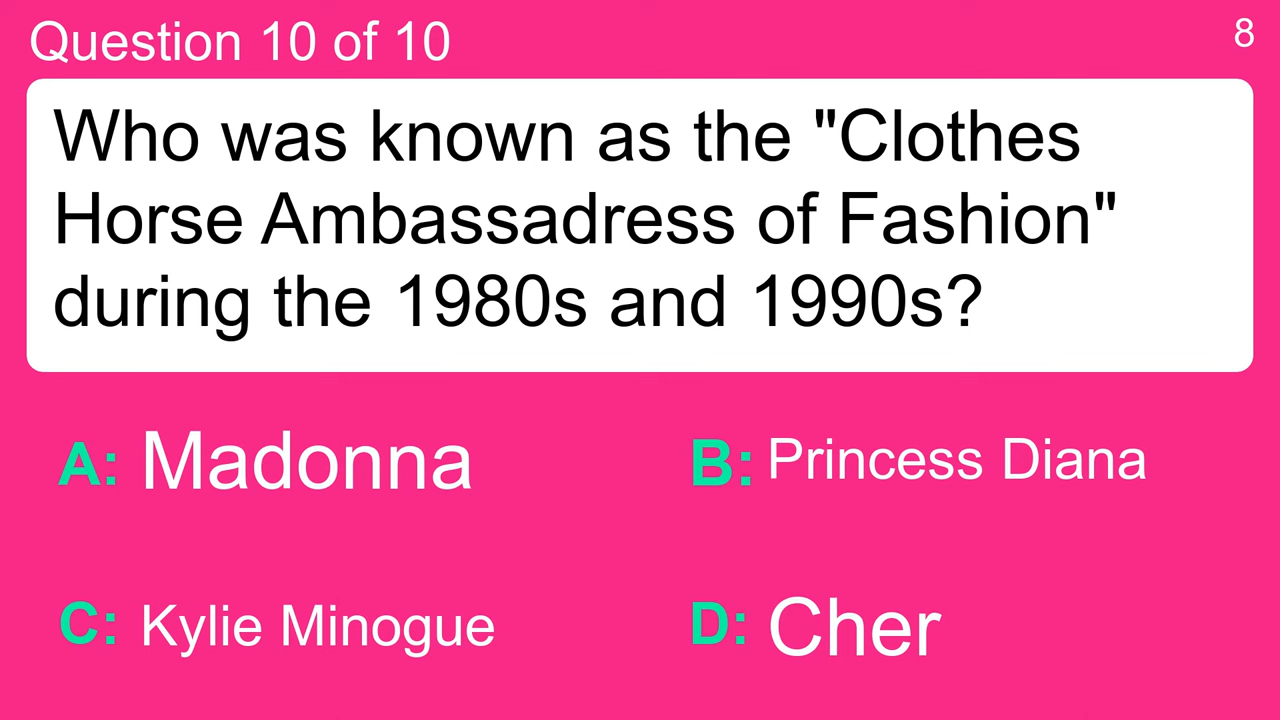 Question 10 of 10
8
Who was known as the "Clothes
Horse Ambassadress of Fashion"
during the 1980s and 1990s?
A: Madonna
B: Princess Diana
C: Kylie Minogue
D: Cher